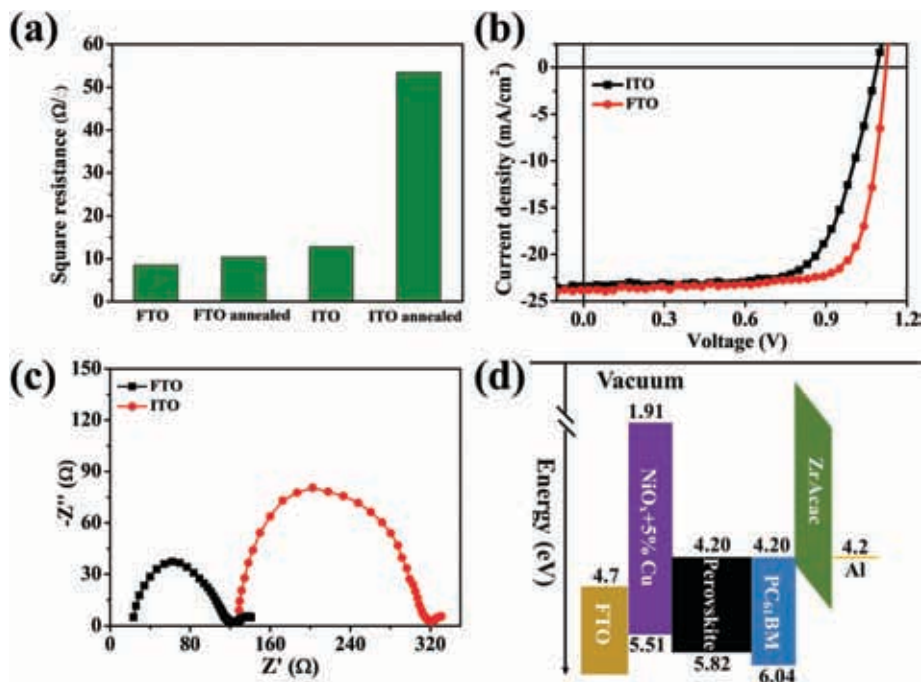 (a)
60
50
40
30
20
10
0
Square resistance (Ω/□)
FTO
FTO annealed
ITO
ITO annealed
(b)
0
-5
-10
-15
-20
-25
Current density (mA/cm²)
ITO
FTO
0.0
0.3
0.6
0.9
1.2
Voltage (V)
(c)
150
120
90
60
30
0
-Z'' (Ω)
FTO
ITO
0
80
160
240
320
Z' (Ω)
(d)
Vacuum
Energy (eV)
1.91
NiOₓ+5% Cu
5.51
4.7
FTO
4.20
Perovskite
5.82
4.20
PC₆₁BM
6.04
ZrAcac
4.2
Al